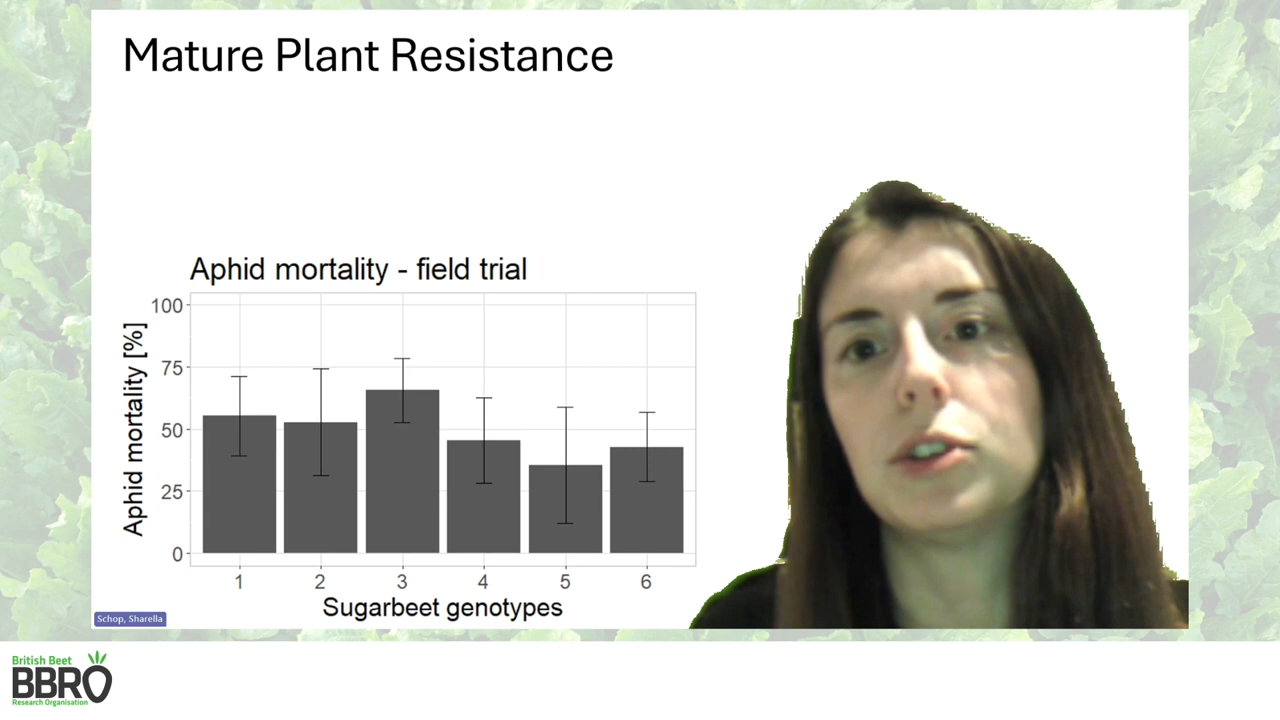 Mature Plant Resistance
Aphid mortality - field trial
Aphid mortality [%]
100
75
50
25
0
1 2 3 4 5 6
Sugarbeet genotypes
Schop, Sharella
British Beet
BBRO
Research Organisation